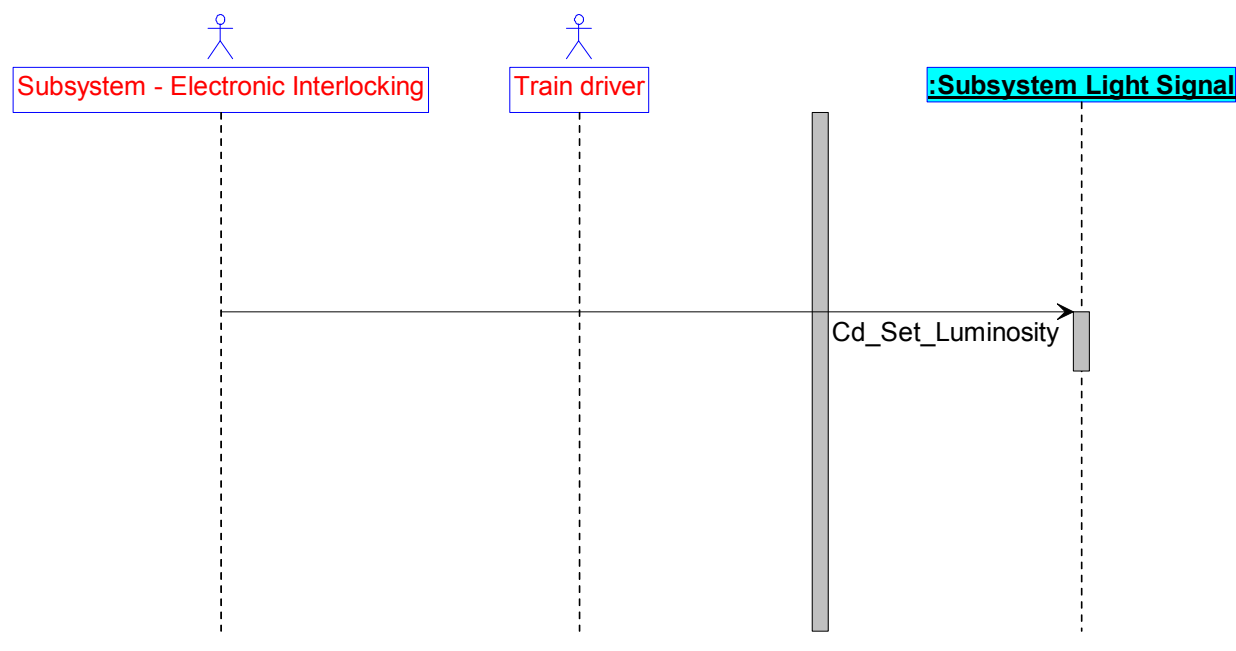 Subsystem - Electronic Interlocking
Train driver
:Subsystem Light Signal
Cd_Set_Luminosity